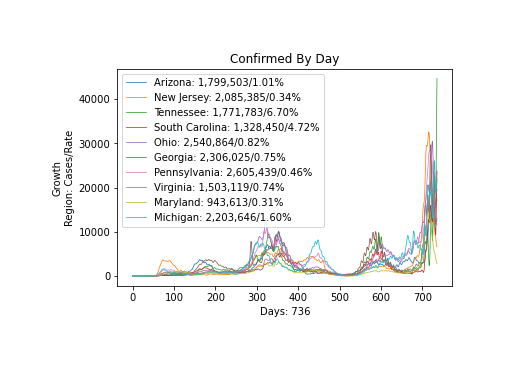 Confirmed By Day
Growth
Region: Cases/Rate
40000
30000
20000
10000
0
Arizona: 1,799,503/1.01%
New Jersey: 2,085,385/0.34%
Tennessee: 1,771,783/6.70%
South Carolina: 1,328,450/4.72%
Ohio: 2,540,864/0.82%
Georgia: 2,306,025/0.75%
Pennsylvania: 2,605,439/0.46%
Virginia: 1,503,119/0.74%
Maryland: 943,613/0.31%
Michigan: 2,203,646/1.60%
0 100 200 300 400 500 600 700
Days: 736